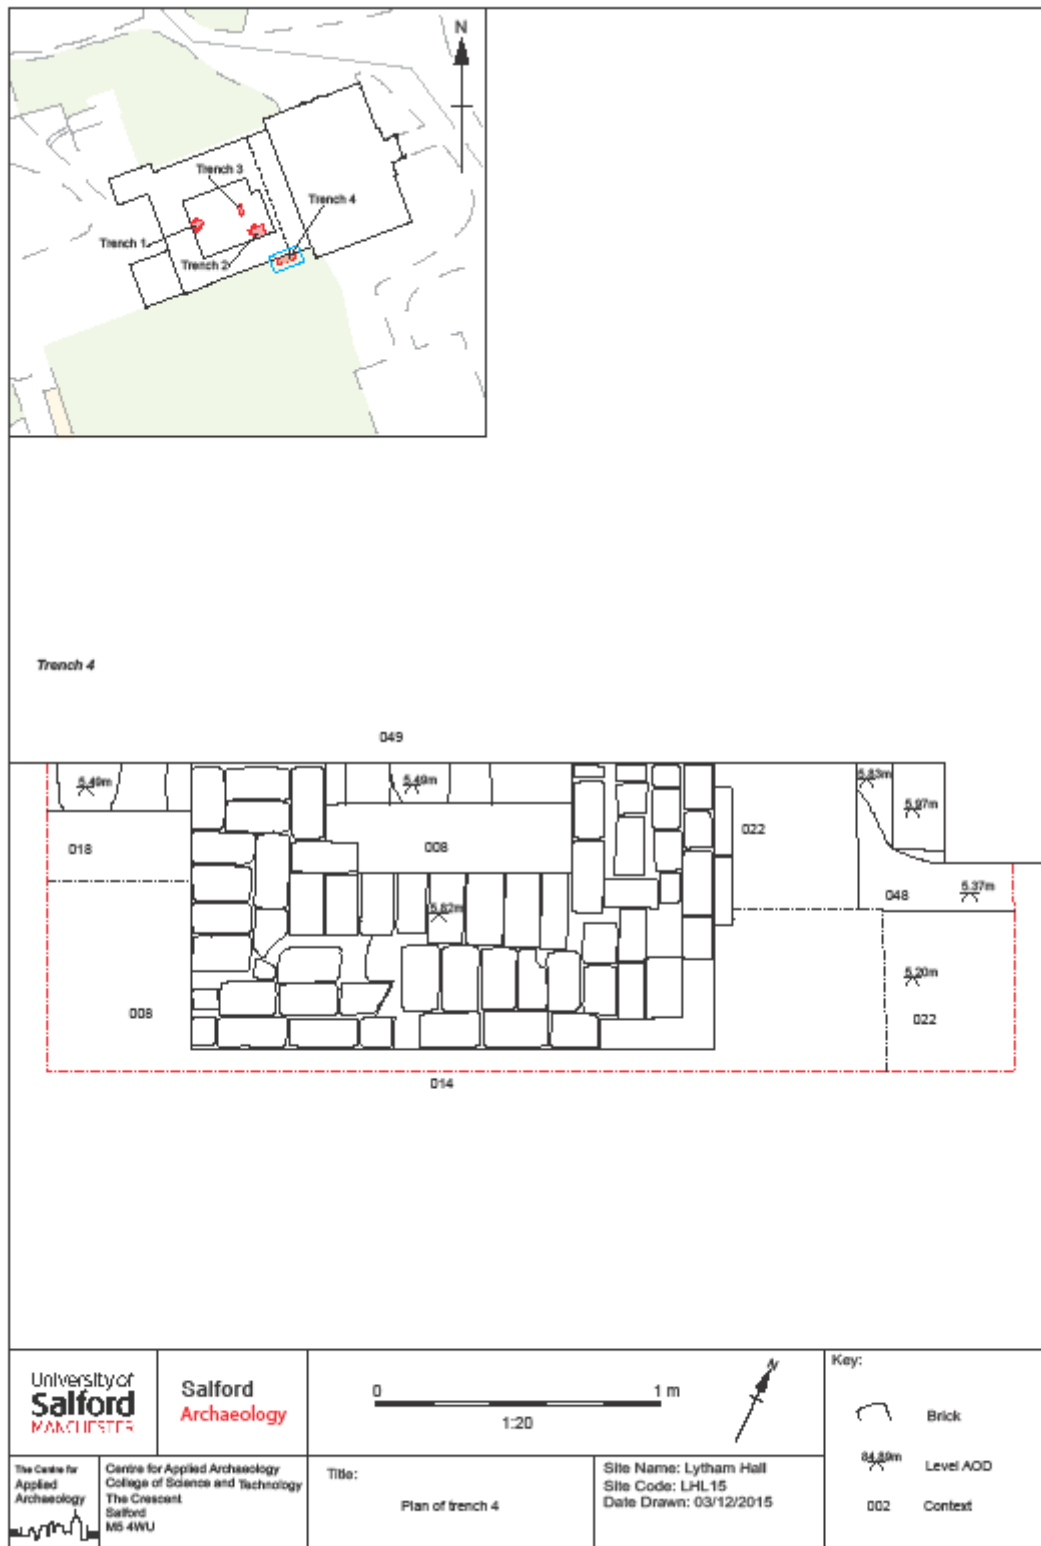 N
Trench 3
Trench 4
Trench 1
Trench 2
Trench 4
049
5.49m
5.49m
5.83m
5.97m
018
008
022
048
5.37m
5.82m
5.20m
008
022
014
University of
Salford
MANCHESTER
Salford
Archaeology
0 1 m
1:20
N
Key:
Brick
84.89m
Level AOD
002 Context
The Centre for
Applied
Archaeology
Centre for Applied Archaeology
College of Science and Technology
The Crescent
Salford
M5 4WU
Title:
Plan of trench 4
Site Name: Lytham Hall
Site Code: LHL15
Date Drawn: 03/12/2015